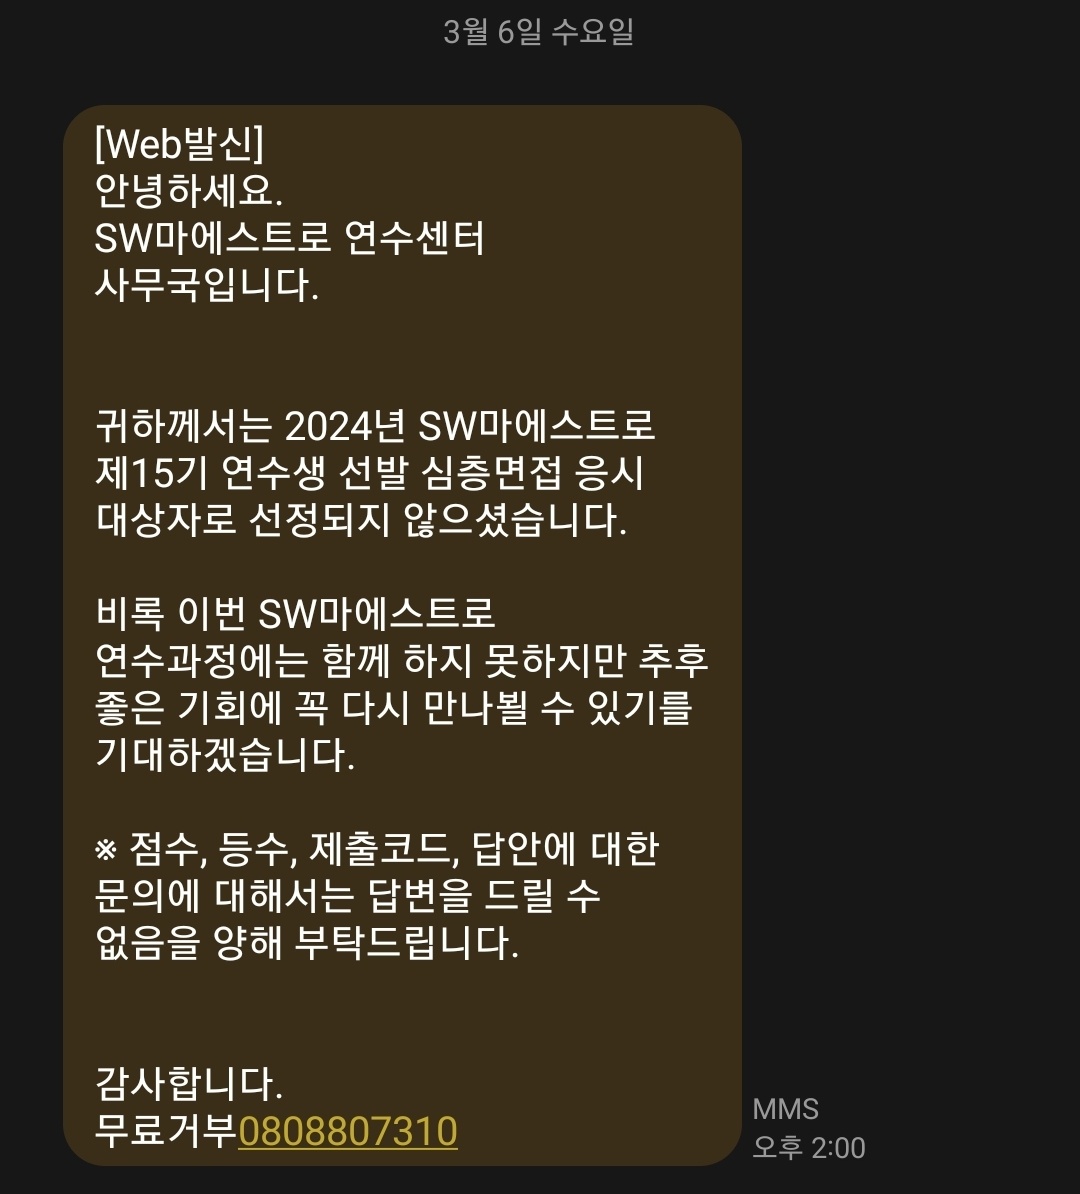 3월 6일 수요일
[Web발신]
안녕하세요.
SW마에스트로 연수센터
사무국입니다.
귀하께서는 2024년 SW마에스트로
제15기 연수생 선발 심층면접 응시
대상자로 선정되지 않으셨습니다.
비록 이번 SW마에스트로
연수과정에는 함께 하지 못하지만 추후
좋은 기회에 꼭 다시 만나뵐 수 있기를
기대하겠습니다.
※ 점수, 등수, 제출코드, 답안에 대한
문의에 대해서는 답변을 드릴 수
없음을 양해 부탁드립니다.
감사합니다.
무료거부0808807310
MMS
오후 2:00